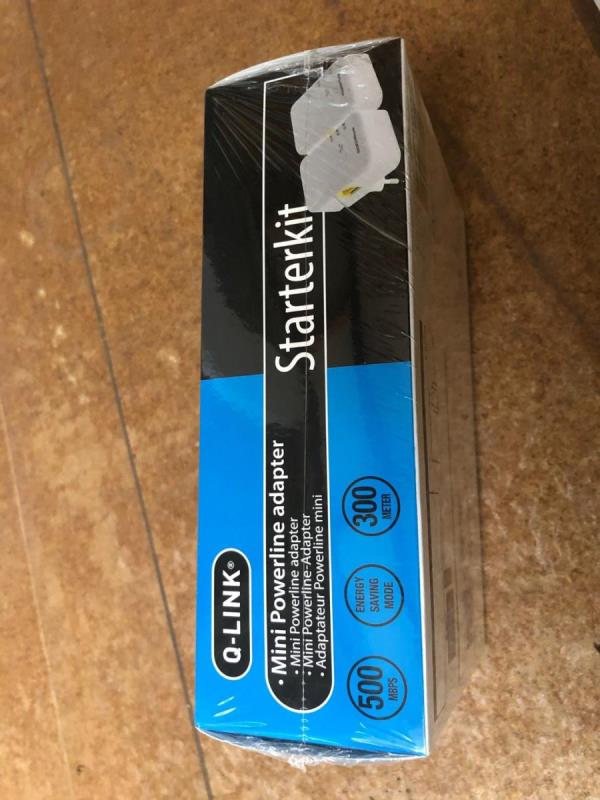 Q-LINK®
• Mini Powerline adapter
• Mini Powerline adapter
• Mini Powerline-Adapter
• Adaptateur Powerline mini
Starterkit
500
MBPS
ENERGY
SAVING
MODE
300
METER